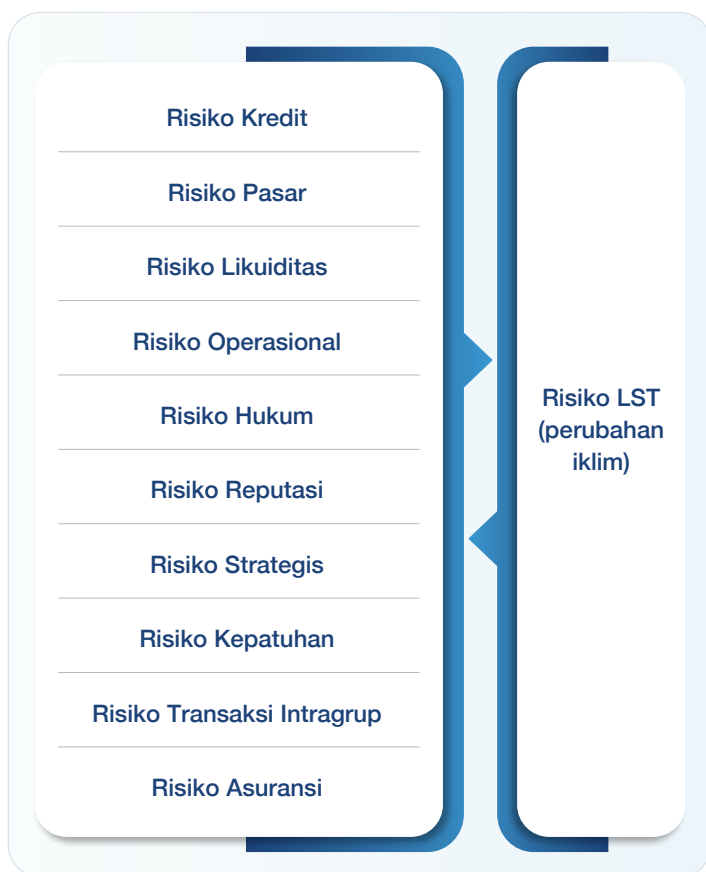 Risiko Kredit
Risiko Pasar
Risiko Likuiditas
Risiko Operasional
Risiko Hukum
Risiko Reputasi
Risiko Strategis
Risiko Kepatuhan
Risiko Transaksi Intragrup
Risiko Asuransi
Risiko LST
(perubahan
iklim)